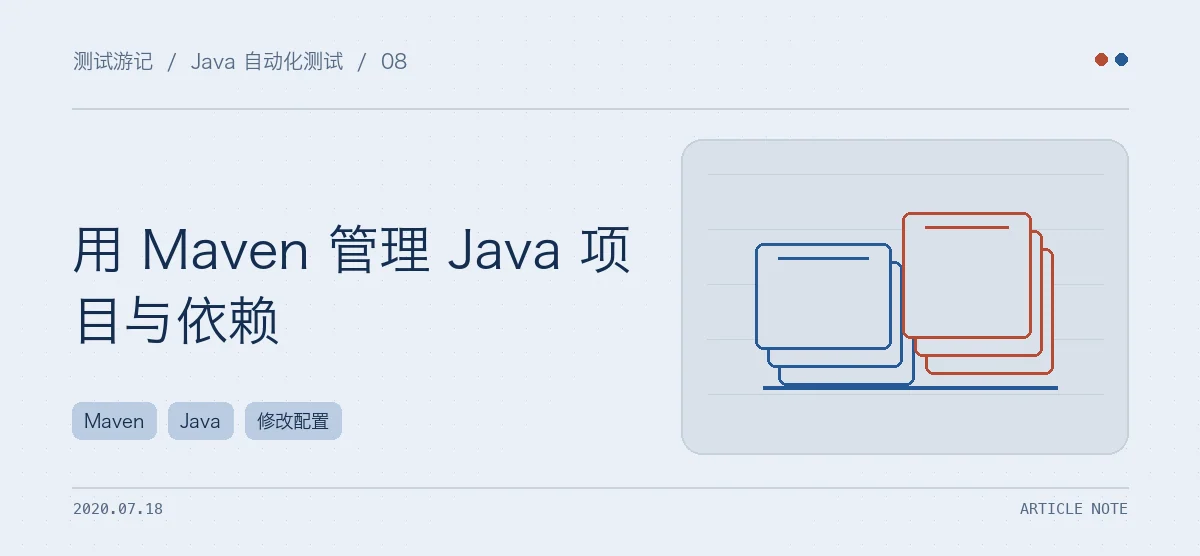 测试游记 / Java 自动化测试 / 08
用 Maven 管理 Java 项
目与依赖
Maven
Java
修改配置
2020.07.18
ARTICLE NOTE